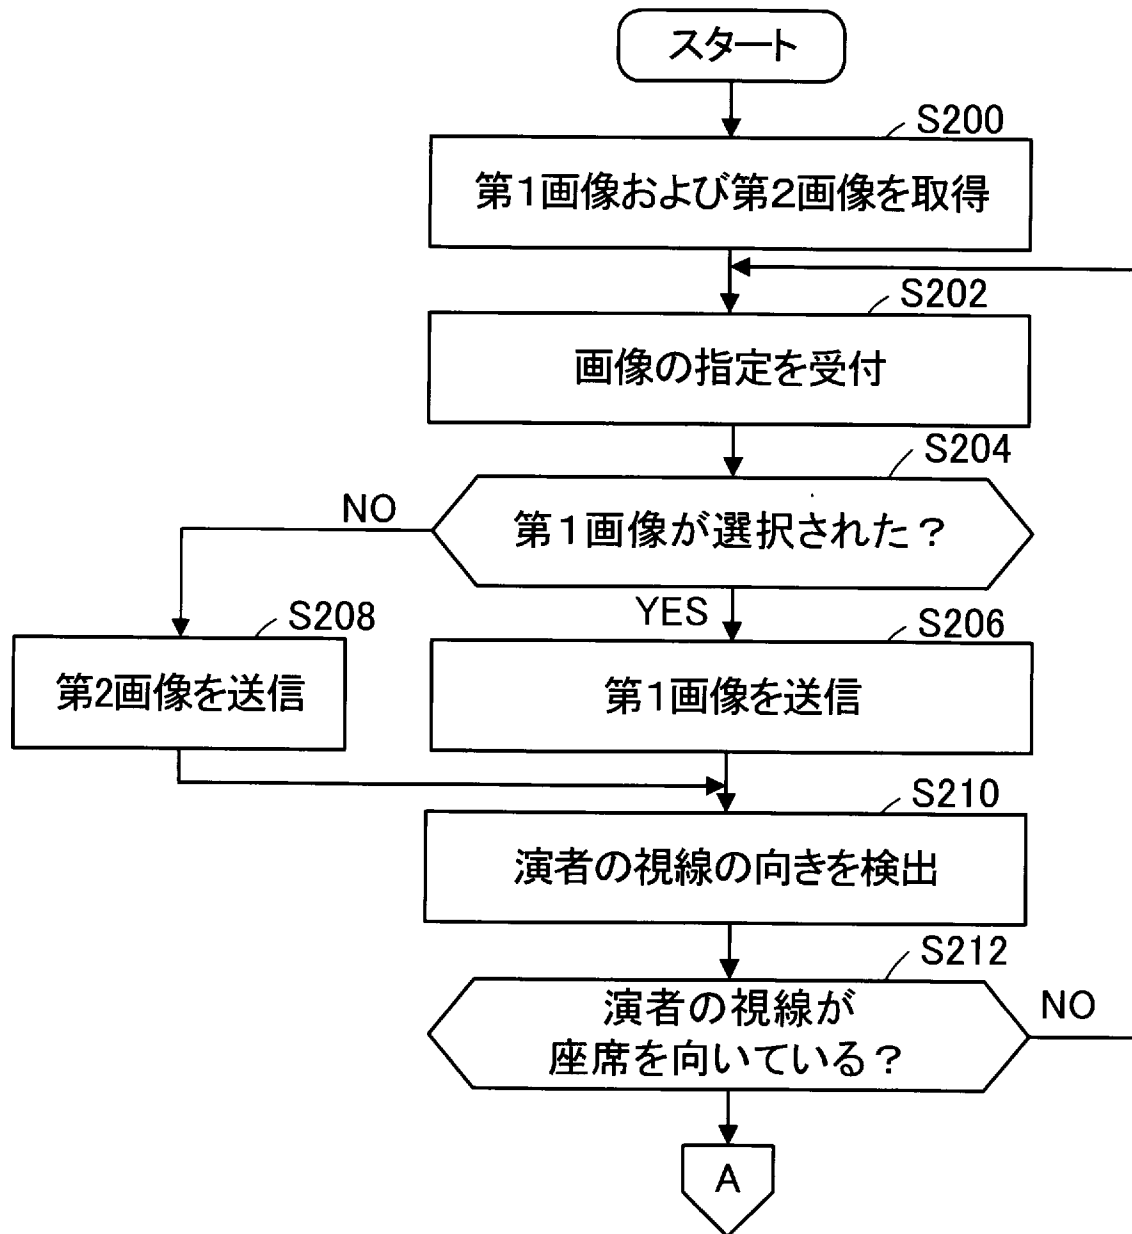 スタート
S200
第1画像および第2画像を取得
S202
画像の指定を受付
S204
第1画像が選択された?
NO
YES
S208
第2画像を送信
S206
第1画像を送信
S210
演者の視線の向きを検出
S212
演者の視線が
座席を向いている?
NO
A